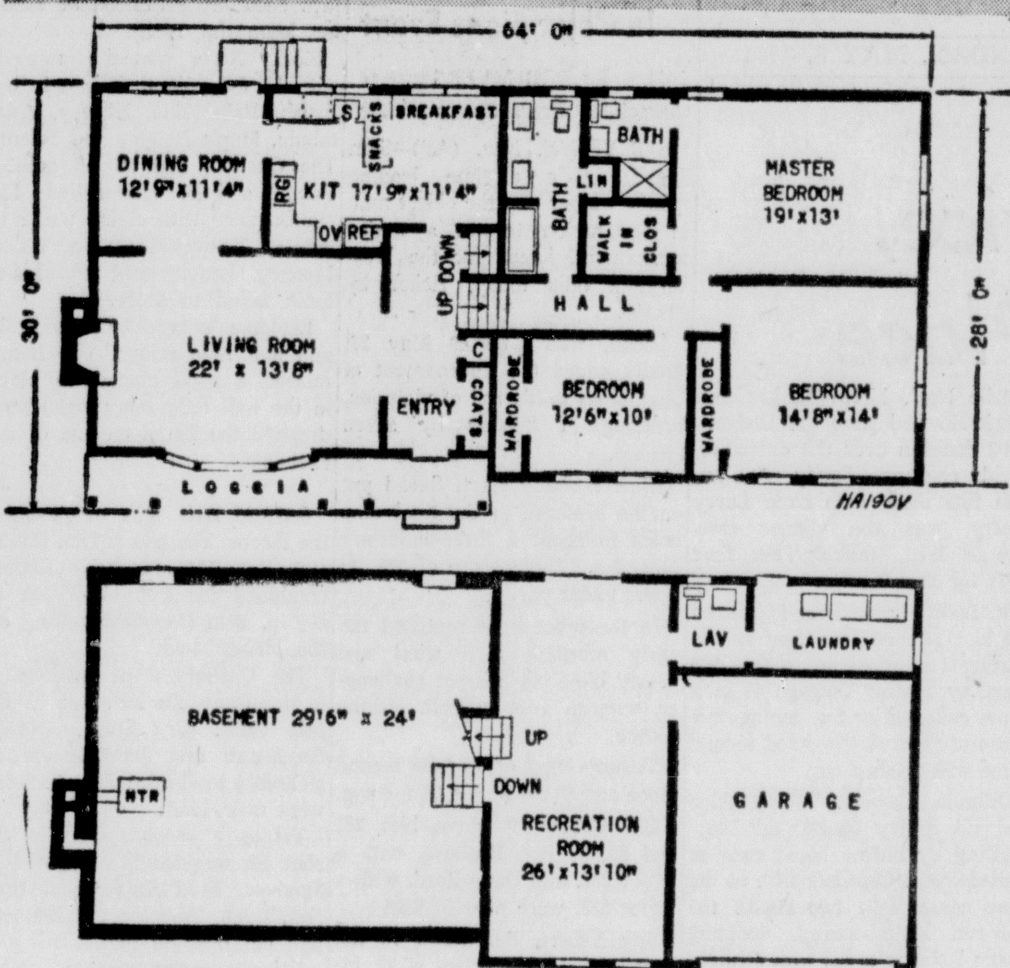 64' 0"
S
SNACKS
BREAKFAST
BATH
DINING ROOM
12'9"x11'4"
RG
KIT 17'9"x11'4"
OV
REF
LIN
BATH
WALK
IN
CLOS
MASTER
BEDROOM
19'x13'
UP
DOWN
HALL
30' 0"
28' 0"
LIVING ROOM
22' x 13'8"
C
COATS
ENTRY
WARDROBE
BEDROOM
12'6"x10'
WARDROBE
BEDROOM
14'8"x14'
LOGGIA
HA190V
LAV
LAUNDRY
BASEMENT 29'6" x 24'
UP
DOWN
HTR
GARAGE
RECREATION
ROOM
26'x13'10"